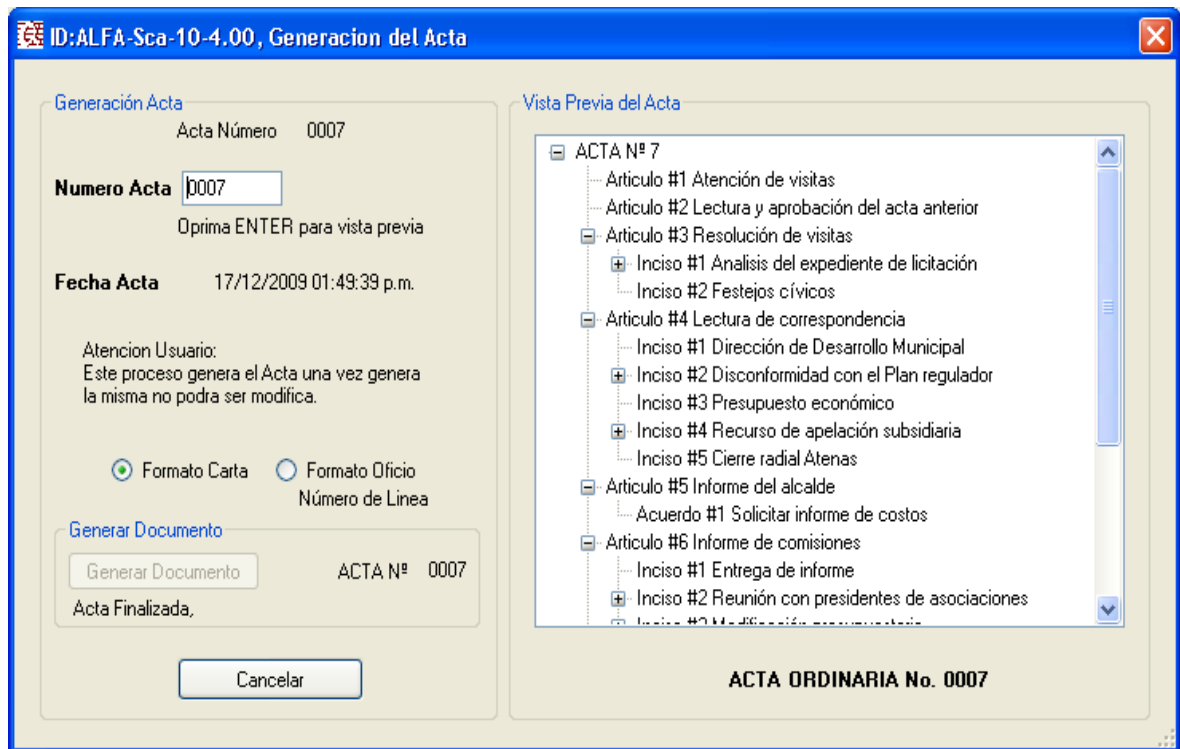 ID:ALFA-Sca-10-4.00, Generacion del Acta
Generación Acta
Acta Número 0007
Numero Acta 0007
Oprima ENTER para vista previa
Fecha Acta 17/12/2009 01:49:39 p.m.
Atencion Usuario:
Este proceso genera el Acta una vez genera
la misma no podra ser modifica.
Formato Carta Formato Oficio
Número de Linea
Generar Documento
Generar Documento ACTA Nº 0007
Acta Finalizada,
Cancelar
Vista Previa del Acta
ACTA Nº 7
Articulo #1 Atención de visitas
Articulo #2 Lectura y aprobación del acta anterior
Articulo #3 Resolución de visitas
Inciso #1 Analisis del expediente de licitación
Inciso #2 Festejos cívicos
Articulo #4 Lectura de correspondencia
Inciso #1 Dirección de Desarrollo Municipal
Inciso #2 Disconformidad con el Plan regulador
Inciso #3 Presupuesto económico
Inciso #4 Recurso de apelación subsidiaria
Inciso #5 Cierre radial Atenas
Articulo #5 Informe del alcalde
Acuerdo #1 Solicitar informe de costos
Articulo #6 Informe de comisiones
Inciso #1 Entrega de informe
Inciso #2 Reunión con presidentes de asociaciones
Inciso #3 Modificación presupuestaria
ACTA ORDINARIA No. 0007